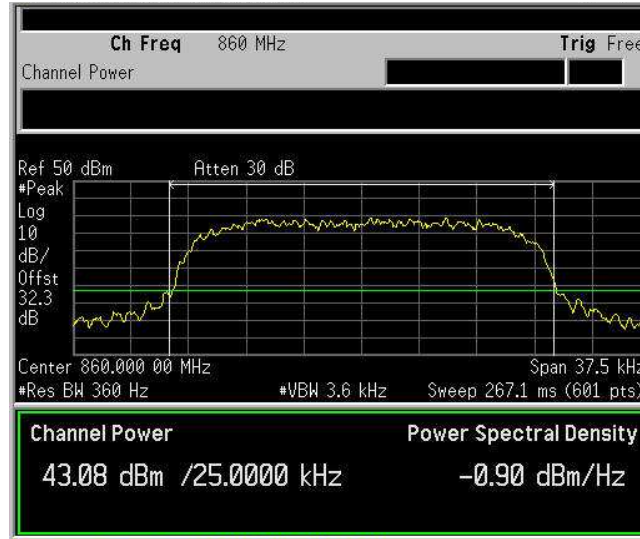 Ch Freq 860 MHz Trig Free
Channel Power
Ref 50 dBm Atten 30 dB
#Peak
Log
10
dB/
Offst
32.3
dB
Center 860.000 00 MHz Span 37.5 kHz
#Res BW 360 Hz #VBW 3.6 kHz Sweep 267.1 ms (601 pts)
Channel Power Power Spectral Density
43.08 dBm /25.0000 kHz -0.90 dBm/Hz